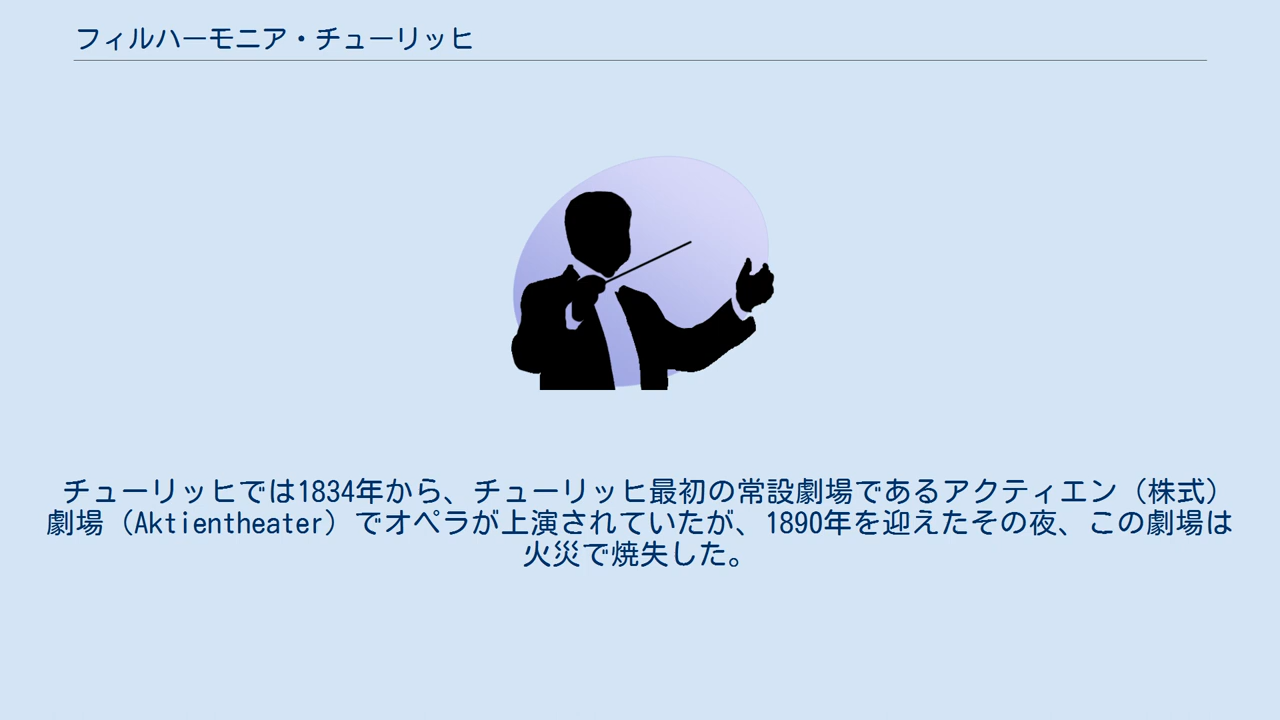 フィルハーモニア・チューリッヒ
チューリッヒでは1834年から、チューリッヒ最初の常設劇場であるアクティエン（株式）
劇場（Aktientheater）でオペラが上演されていたが、1890年を迎えたその夜、この劇場は
火災で焼失した。